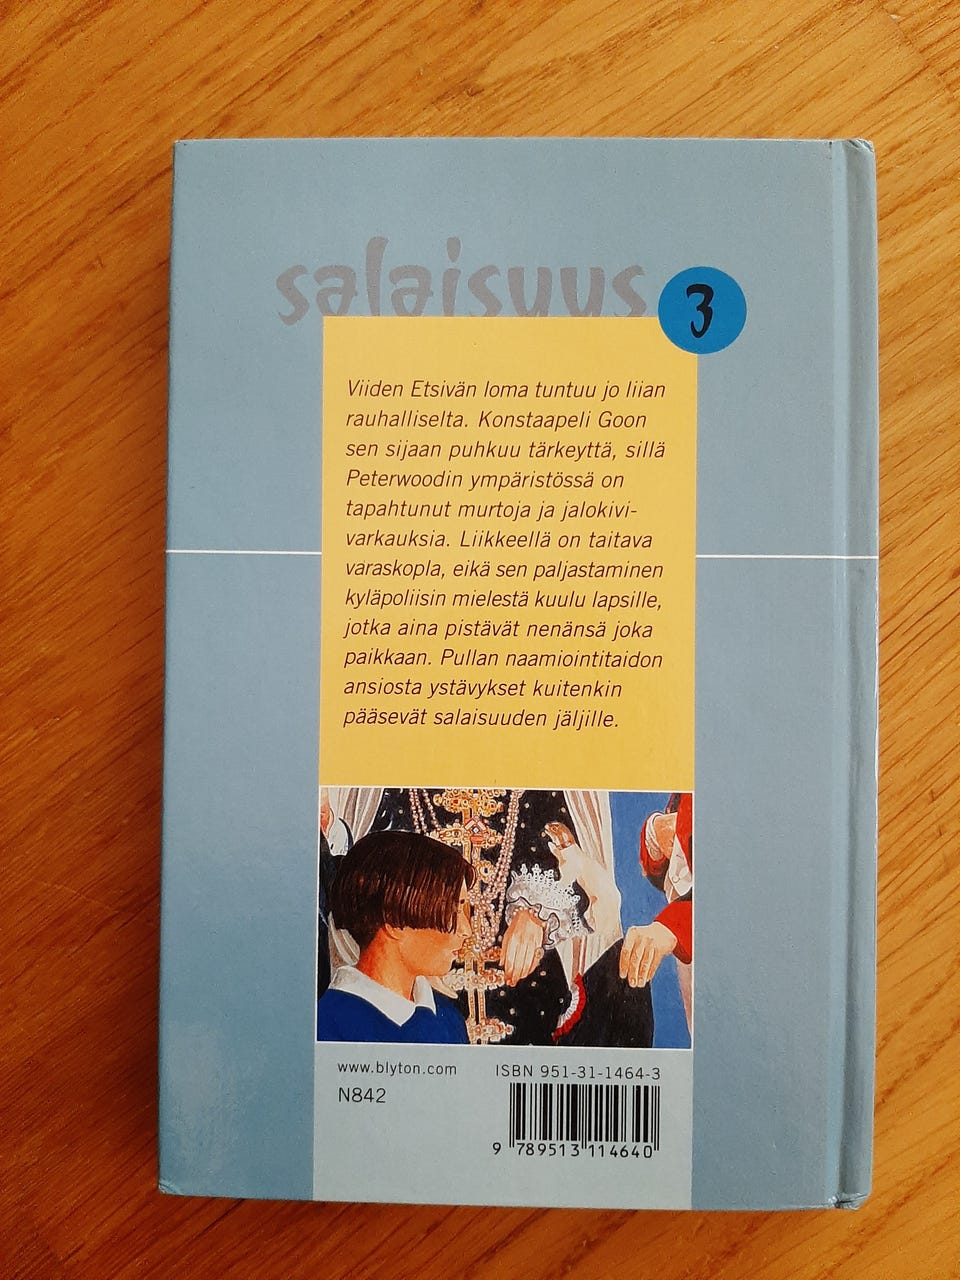 salaisuus
3
Viiden Etsivän loma tuntuu jo liian
rauhalliselta. Konstaapeli Goon
sen sijaan puhkuu tärkeyttä, sillä
Peterwoodin ympäristössä on
tapahtunut murtoja ja jalokivi-
varkauksia. Liikkeellä on taitava
varaskopla, eikä sen paljastaminen
kyläpoliisin mielestä kuulu lapsille,
jotka aina pistävät nenänsä joka
paikkaan. Pullan naamiointitaidon
ansiosta ystävykset kuitenkin
pääsevät salaisuuden jäljille.
www.blyton.com
N842
ISBN 951-31-1464-3
9 789513 114640